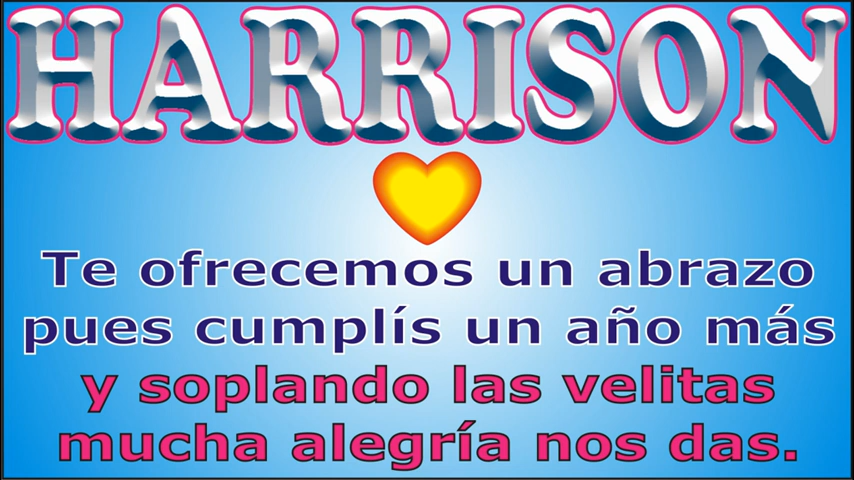 HARRISON
Te ofrecemos un abrazo
pues cumplís un año más
y soplando las velitas
mucha alegría nos das.